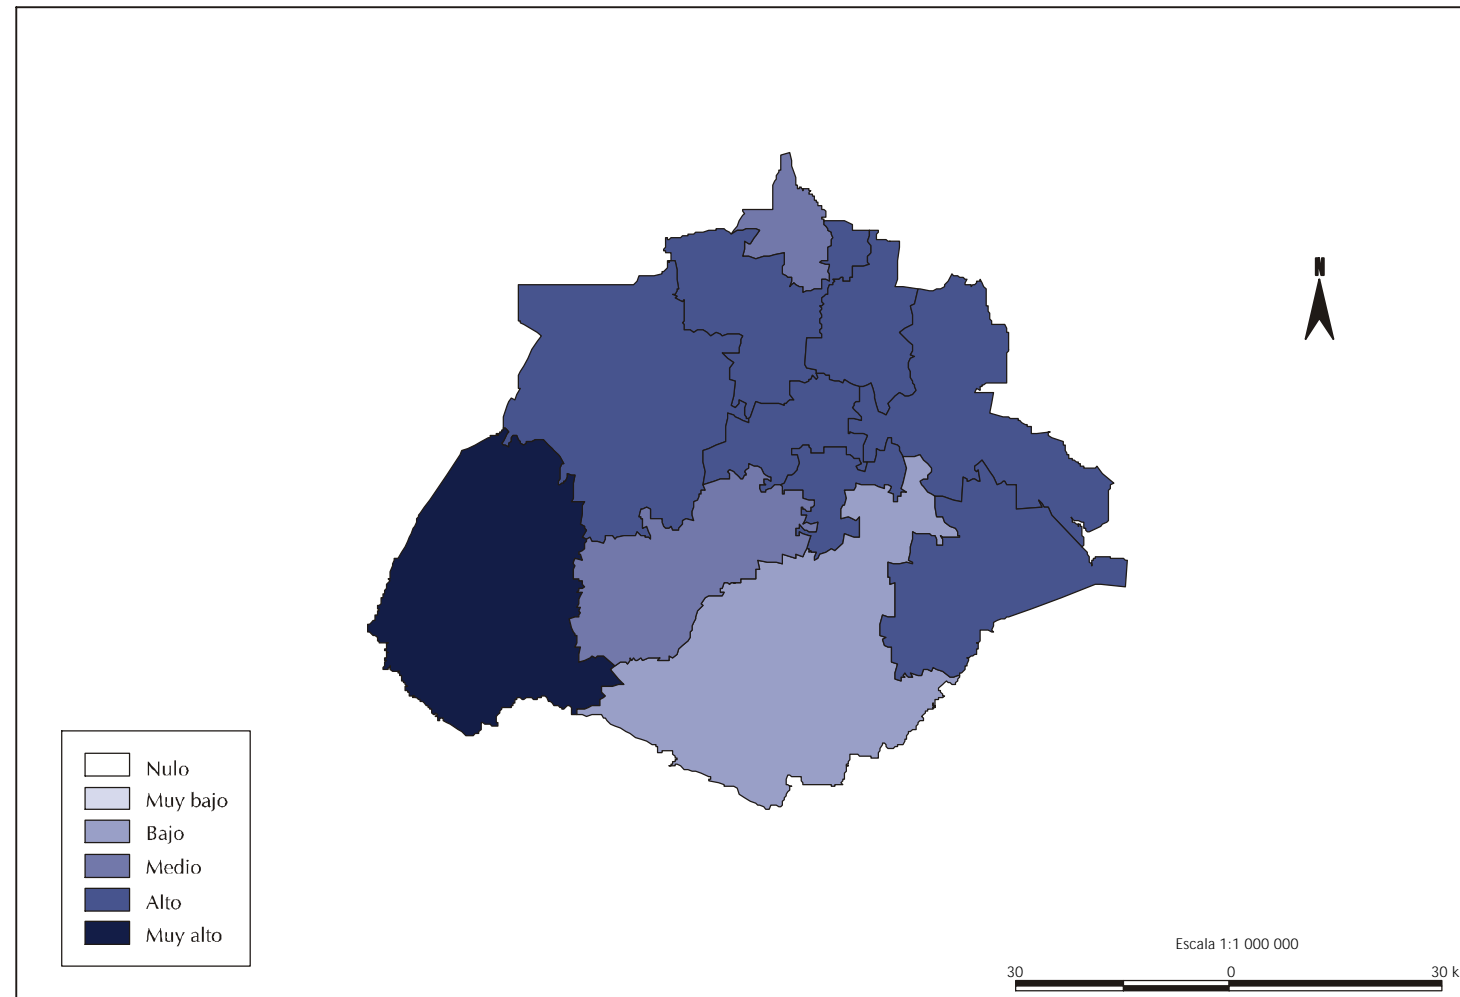 N
Nulo
Muy bajo
Bajo
Medio
Alto
Muy alto
Escala 1:1 000 000
30 0 30 k